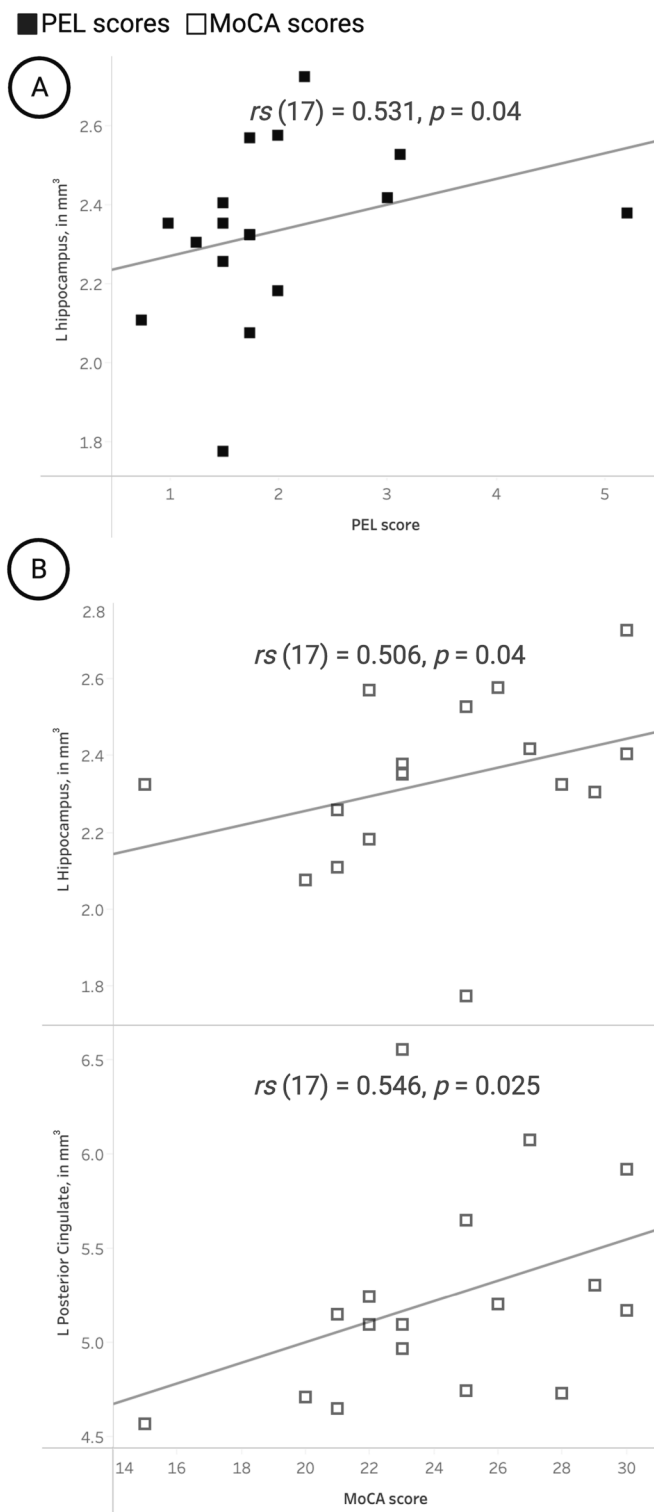 PEL scores MoCA scores
A
rs (17) = 0.531, p = 0.04
2.6
2.4
2.2
2.0
1.8
L hippocampus, in mm³
1 2 3 4 5
PEL score
B
rs (17) = 0.506, p = 0.04
2.8
2.6
2.4
2.2
2.0
1.8
L Hippocampus, in mm³
rs (17) = 0.546, p = 0.025
6.5
6.0
5.5
5.0
4.5
L Posterior Cingulate, in mm³
14 16 18 20 22 24 26 28 30
MoCA score